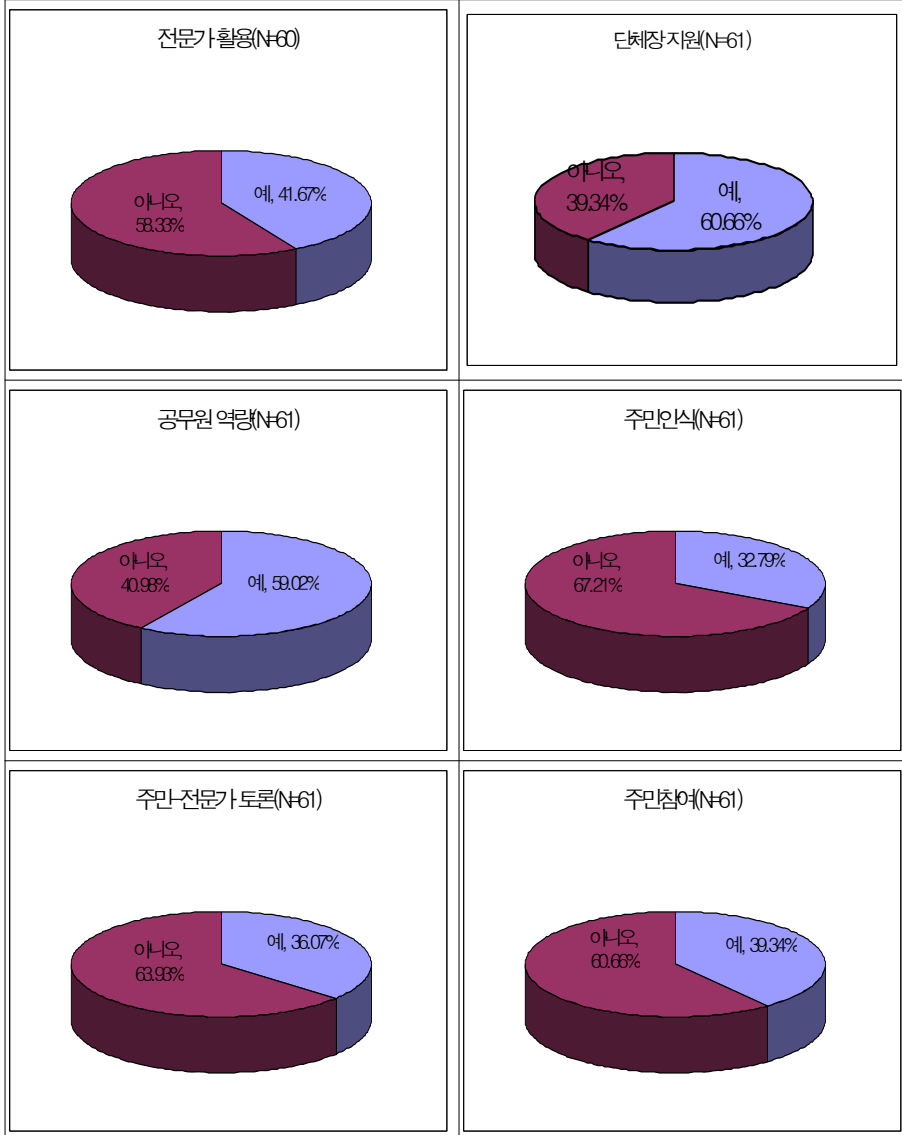 전문가 활용(N=60)
아니오,
58.33%
예, 41.67%
단체장 지원(N=61)
아니오,
39.34%
예,
60.66%
공무원 역량(N=61)
아니오,
40.98%
예, 59.02%
주민인식(N=61)
아니오,
67.21%
예, 32.79%
주민-전문가 토론(N=61)
아니오,
63.93%
예, 36.07%
주민참여(N=61)
아니오,
60.66%
예, 39.34%